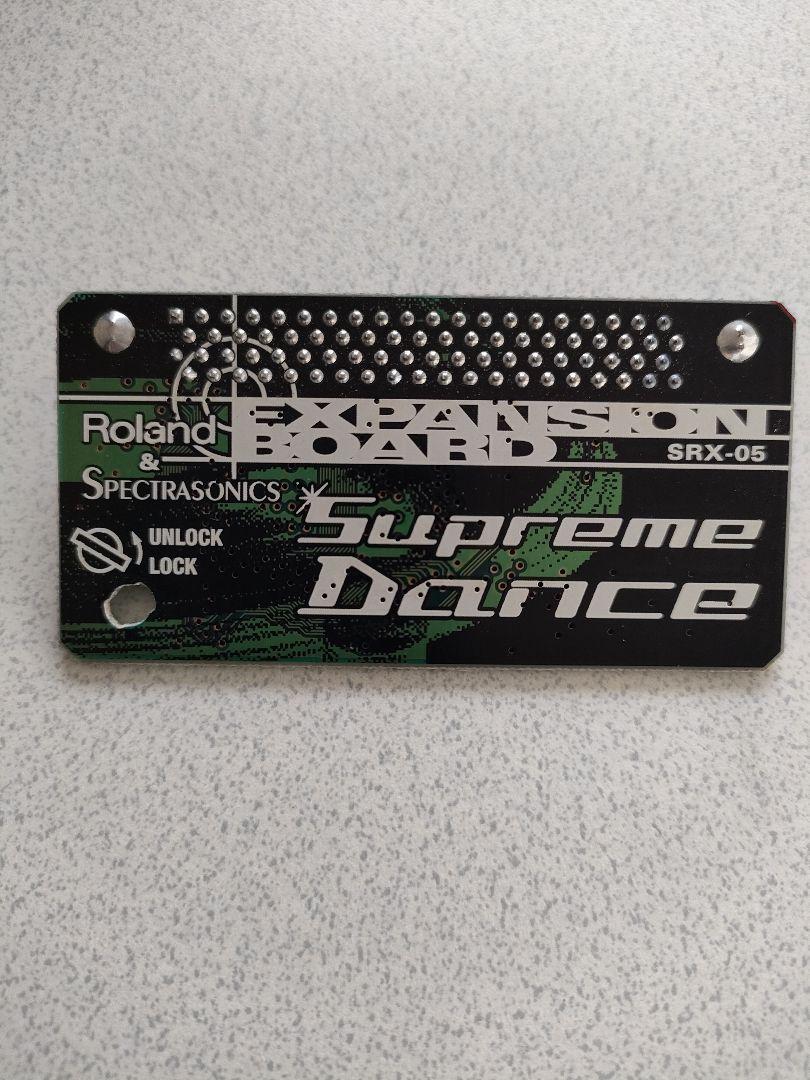 EXPANSION
Roland
BOARD
SRX-05
&
SPECTRASONICS
Supreme
UNLOCK
LOCK
Dance